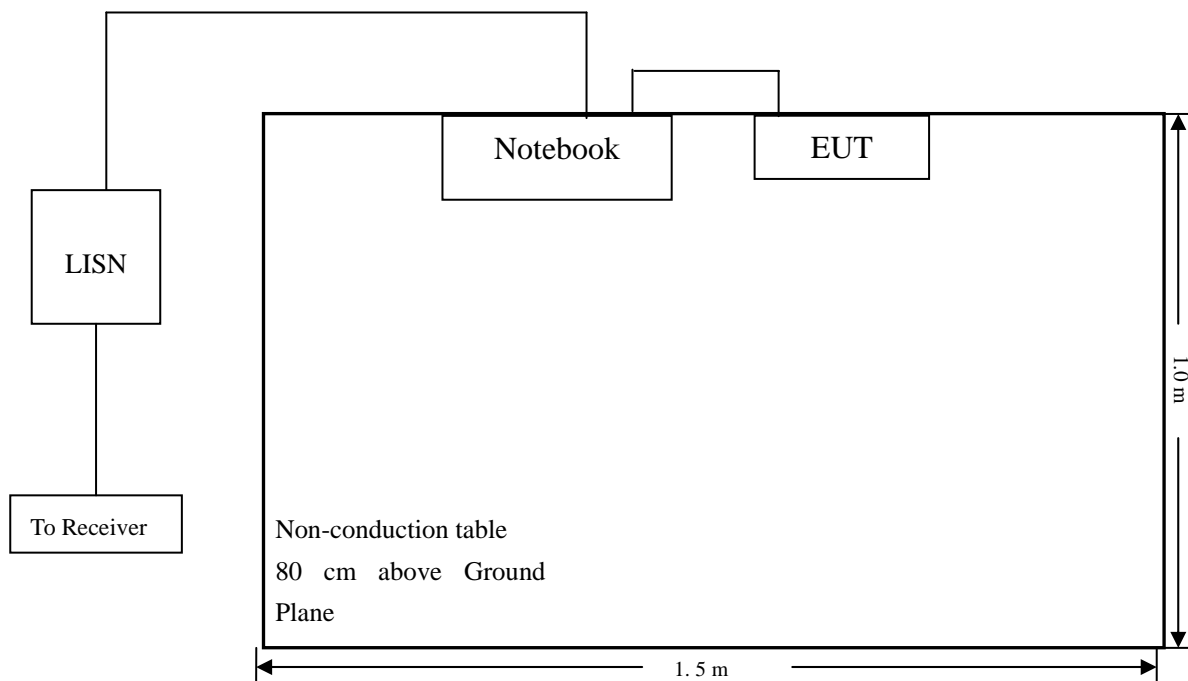 Notebook
EUT
LISN
To Receiver
Non-conduction table
80 cm above Ground
Plane
1.0 m
1. 5 m